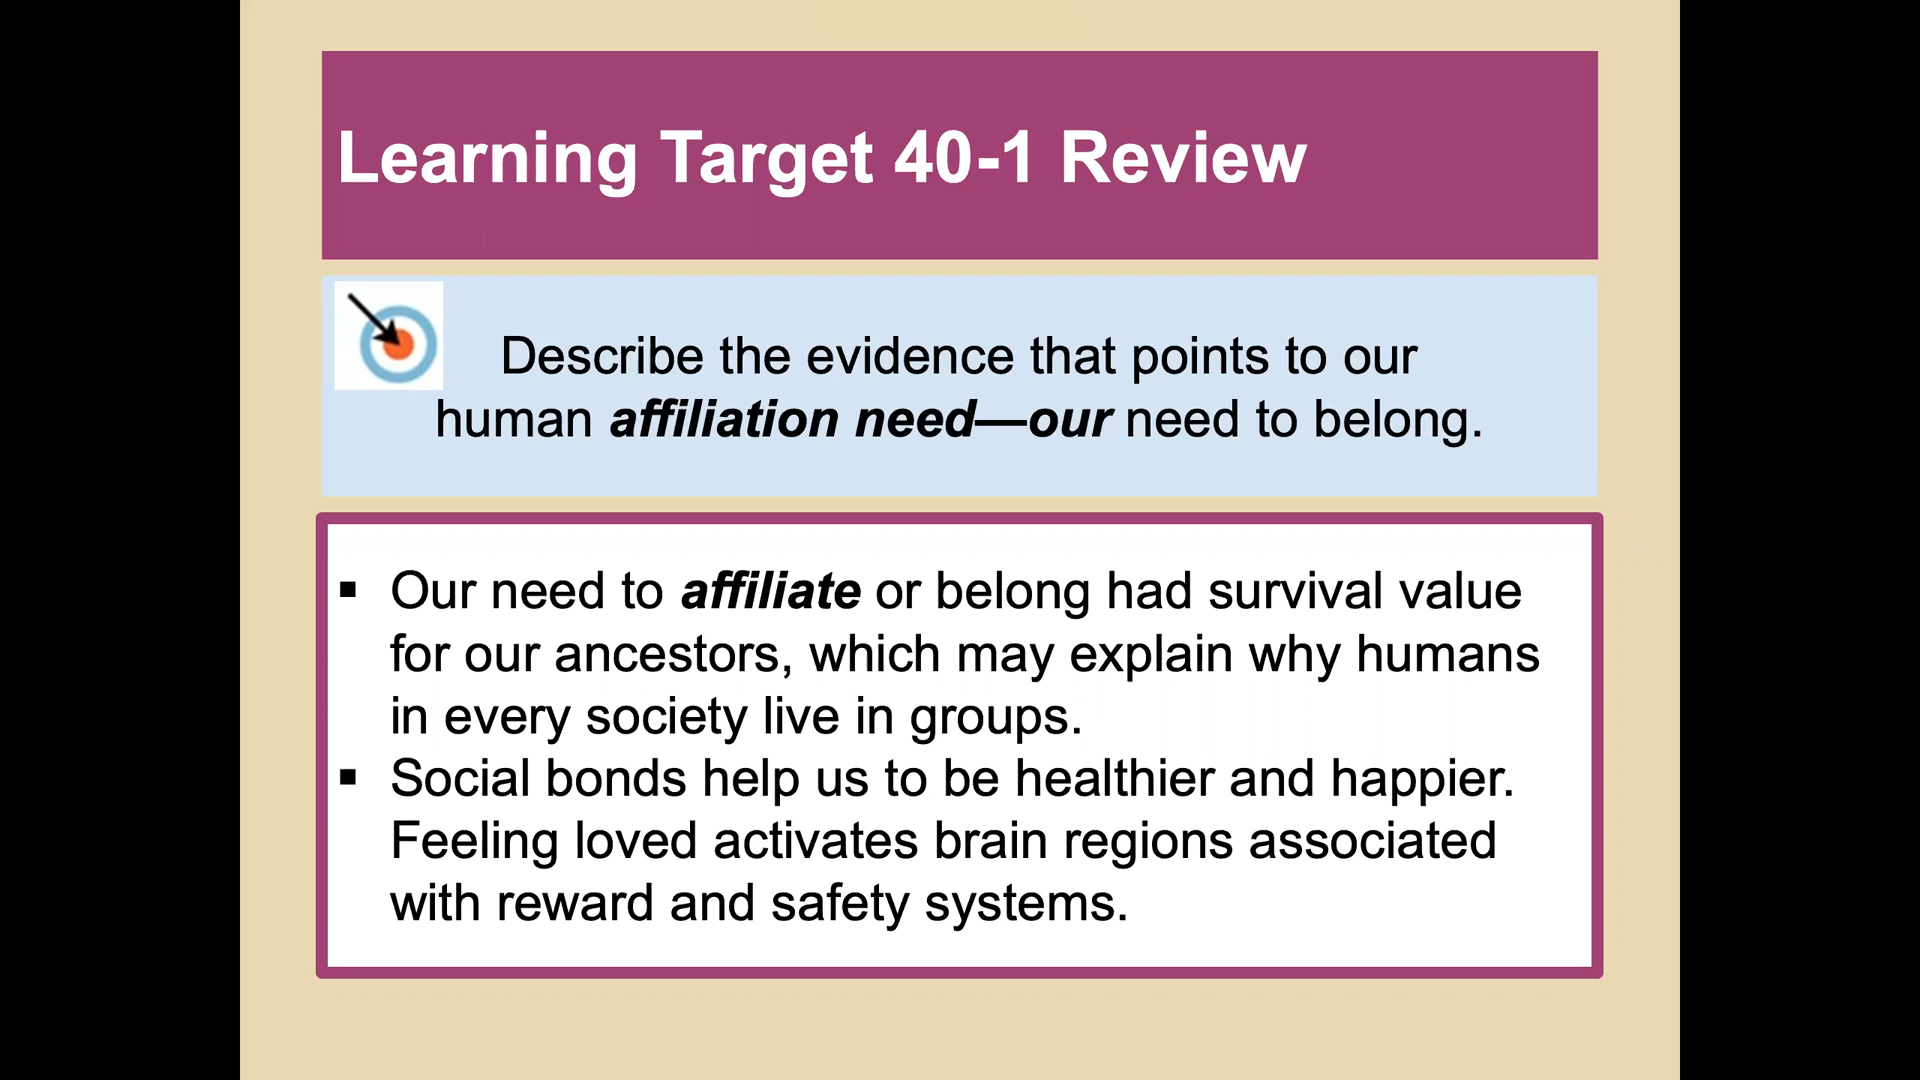 Learning Target 40-1 Review
Describe the evidence that points to our
human affiliation need—our need to belong.
▪ Our need to affiliate or belong had survival value
for our ancestors, which may explain why humans
in every society live in groups.
▪ Social bonds help us to be healthier and happier.
Feeling loved activates brain regions associated
with reward and safety systems.